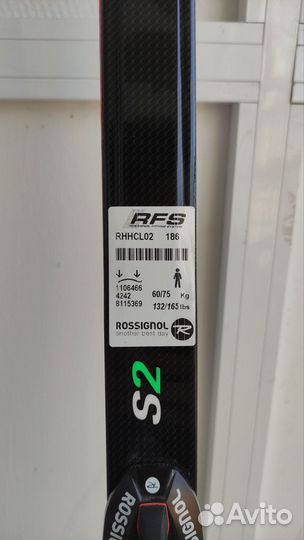 RFS
RHHCL02 186
1106466
4242 60/75 Kg
8115369 132/165 lbs
ROSSIGNOL R
another best day
S2
ROSSIGNOL
ROSSIGNOL
Avito